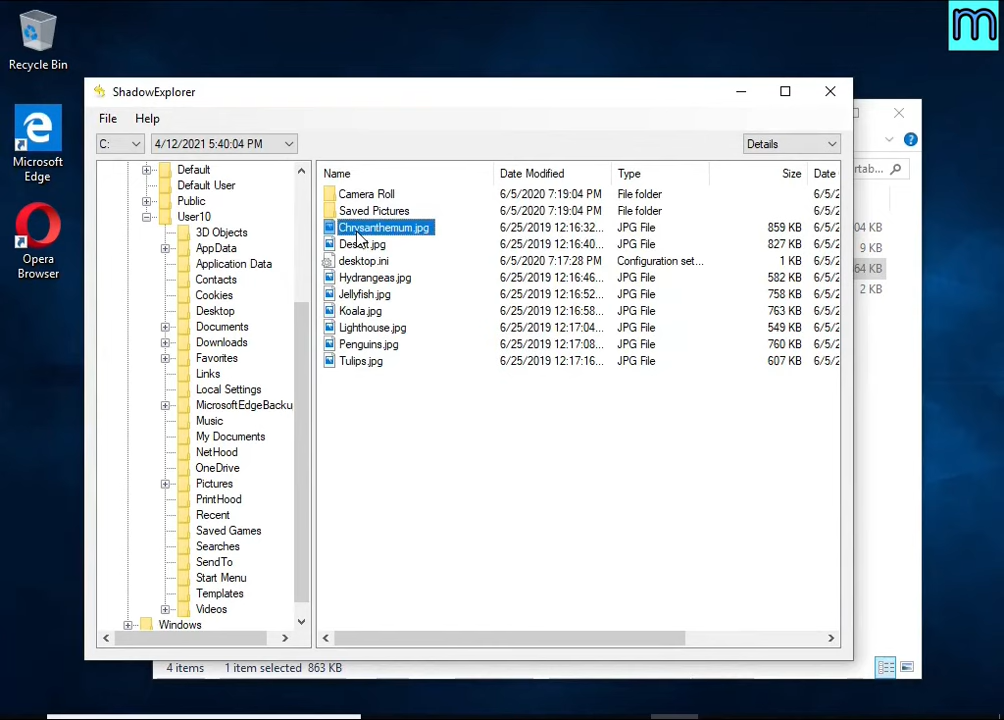 Recycle Bin
Microsoft
Edge
Opera
Browser
m
ShadowExplorer
File Help
C: 4/12/2021 5:40:04 PM Details
Default
Default User
Public
User10
3D Objects
AppData
Application Data
Contacts
Cookies
Desktop
Documents
Downloads
Favorites
Links
Local Settings
MicrosoftEdgeBacku
Music
My Documents
NetHood
OneDrive
Pictures
PrintHood
Recent
Saved Games
Searches
SendTo
Start Menu
Templates
Videos
Windows
Name Date Modified Type Size Date
Camera Roll 6/5/2020 7:19:04 PM File folder 6/5/2
Saved Pictures 6/5/2020 7:19:04 PM File folder 6/5/2
Chrysanthemum.jpg 6/25/2019 12:16:32... JPG File 859 KB 6/5/2
6/25/2019 12:16:40... JPG File 827 KB 6/5/2
desktop.ini 6/5/2020 7:17:28 PM Configuration set... 1 KB 6/5/2
Hydrangeas.jpg 6/25/2019 12:16:46... JPG File 582 KB 6/5/2
Jellyfish.jpg 6/25/2019 12:16:52... JPG File 758 KB 6/5/2
Koala.jpg 6/25/2019 12:16:58... JPG File 763 KB 6/5/2
Lighthouse.jpg 6/25/2019 12:17:04... JPG File 549 KB 6/5/2
Penguins.jpg 6/25/2019 12:17:08... JPG File 760 KB 6/5/2
Tulips.jpg 6/25/2019 12:17:16... JPG File 607 KB 6/5/2
rtab...
04 KB
9 KB
64 KB
2 KB
4 items 1 item selected 863 KB